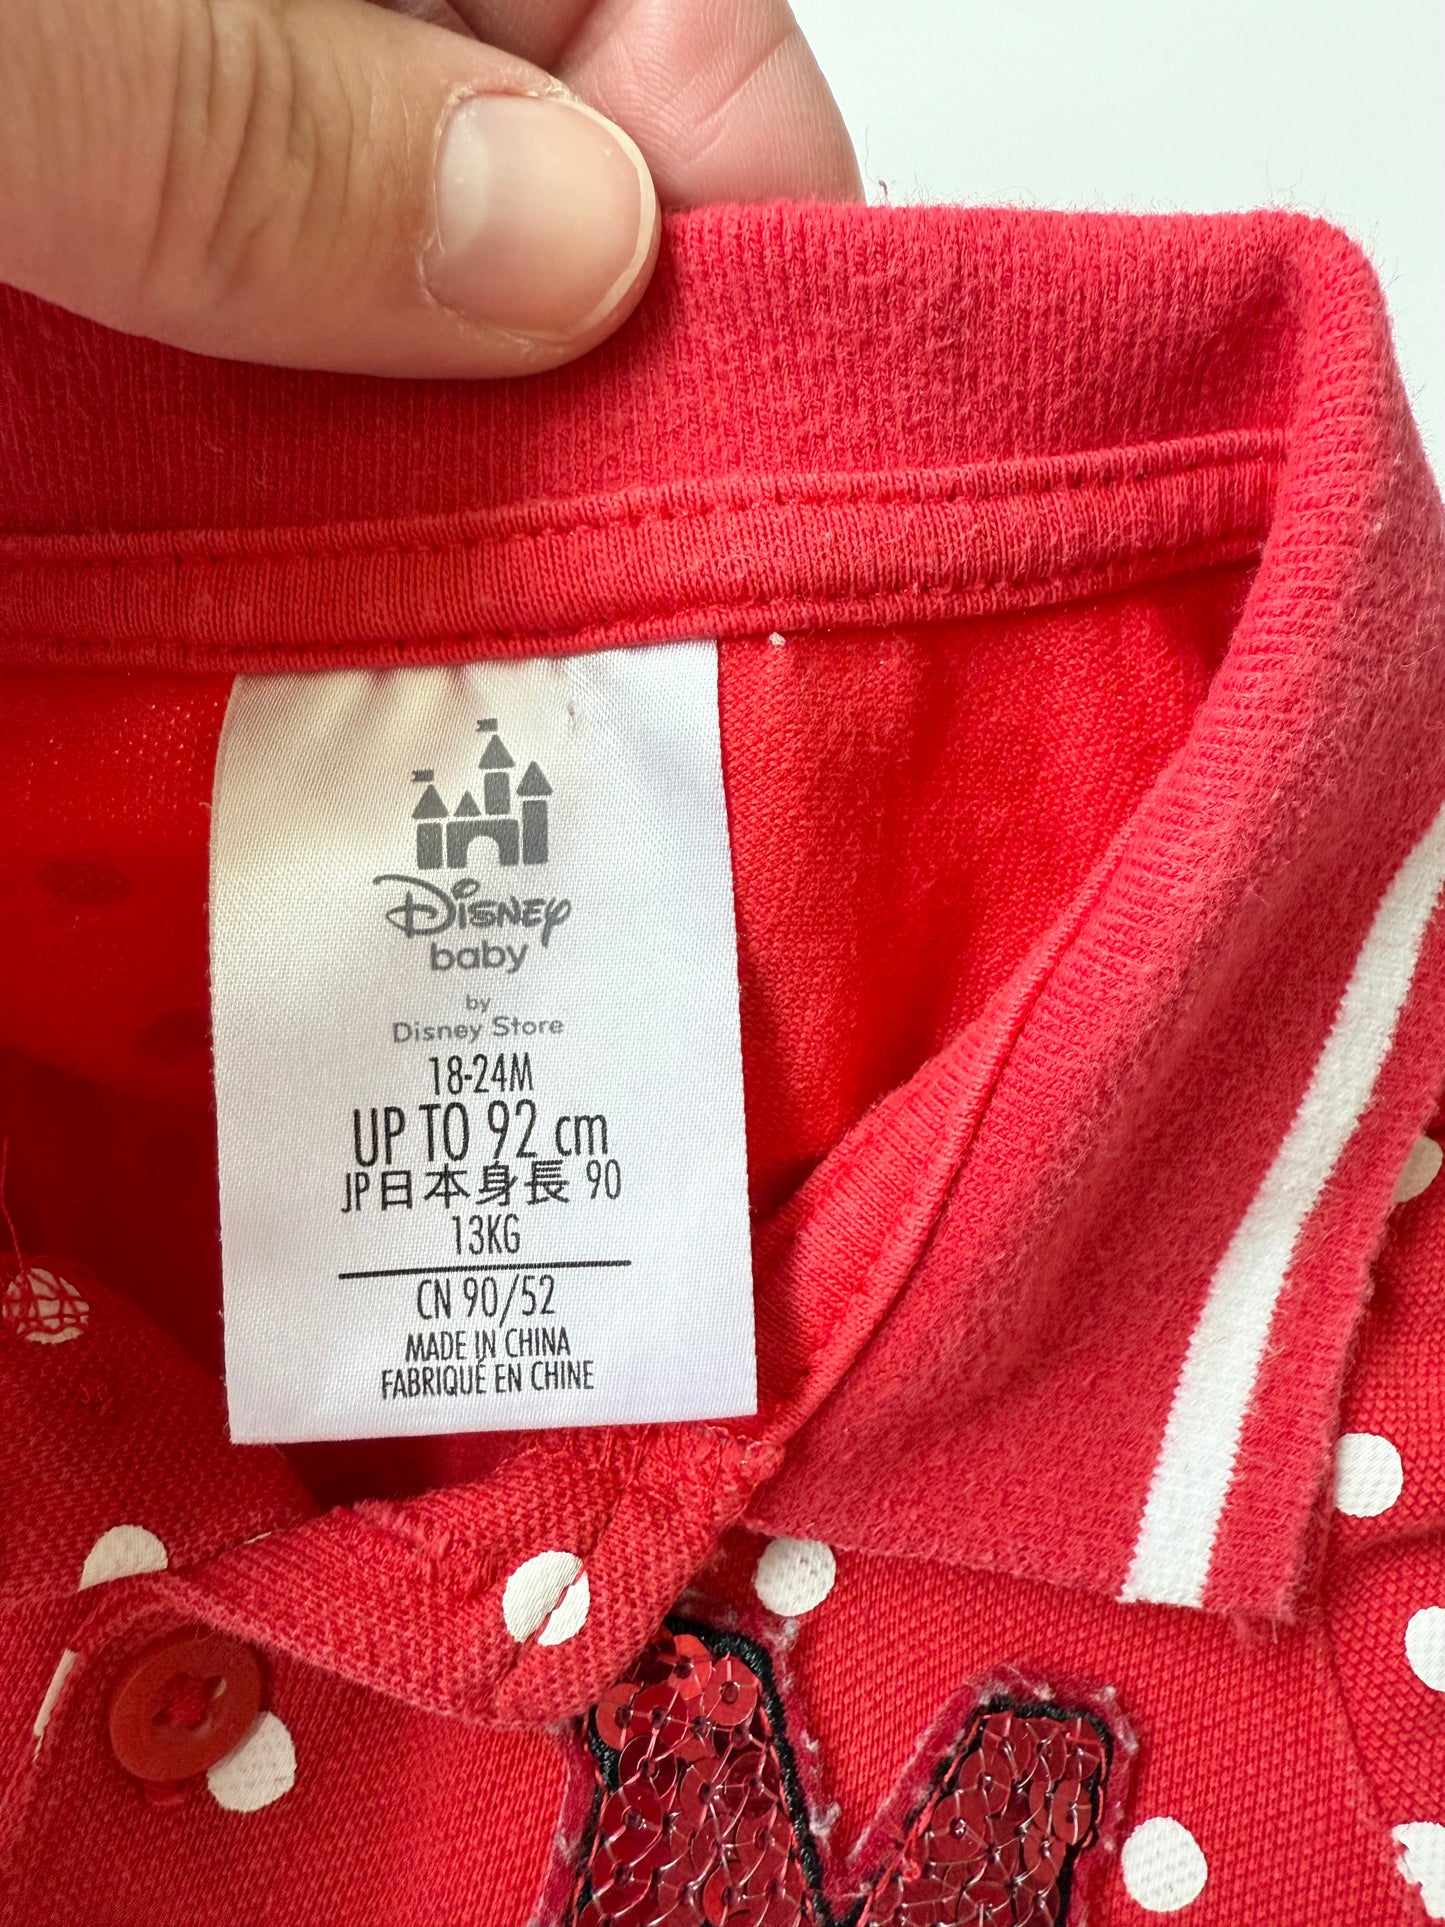 Disney
baby
by
Disney Store
18-24M
UP TO 92 cm
JP日本身長 90
13KG
CN 90/52
MADE IN CHINA
FABRIQUÉ EN CHINE
M